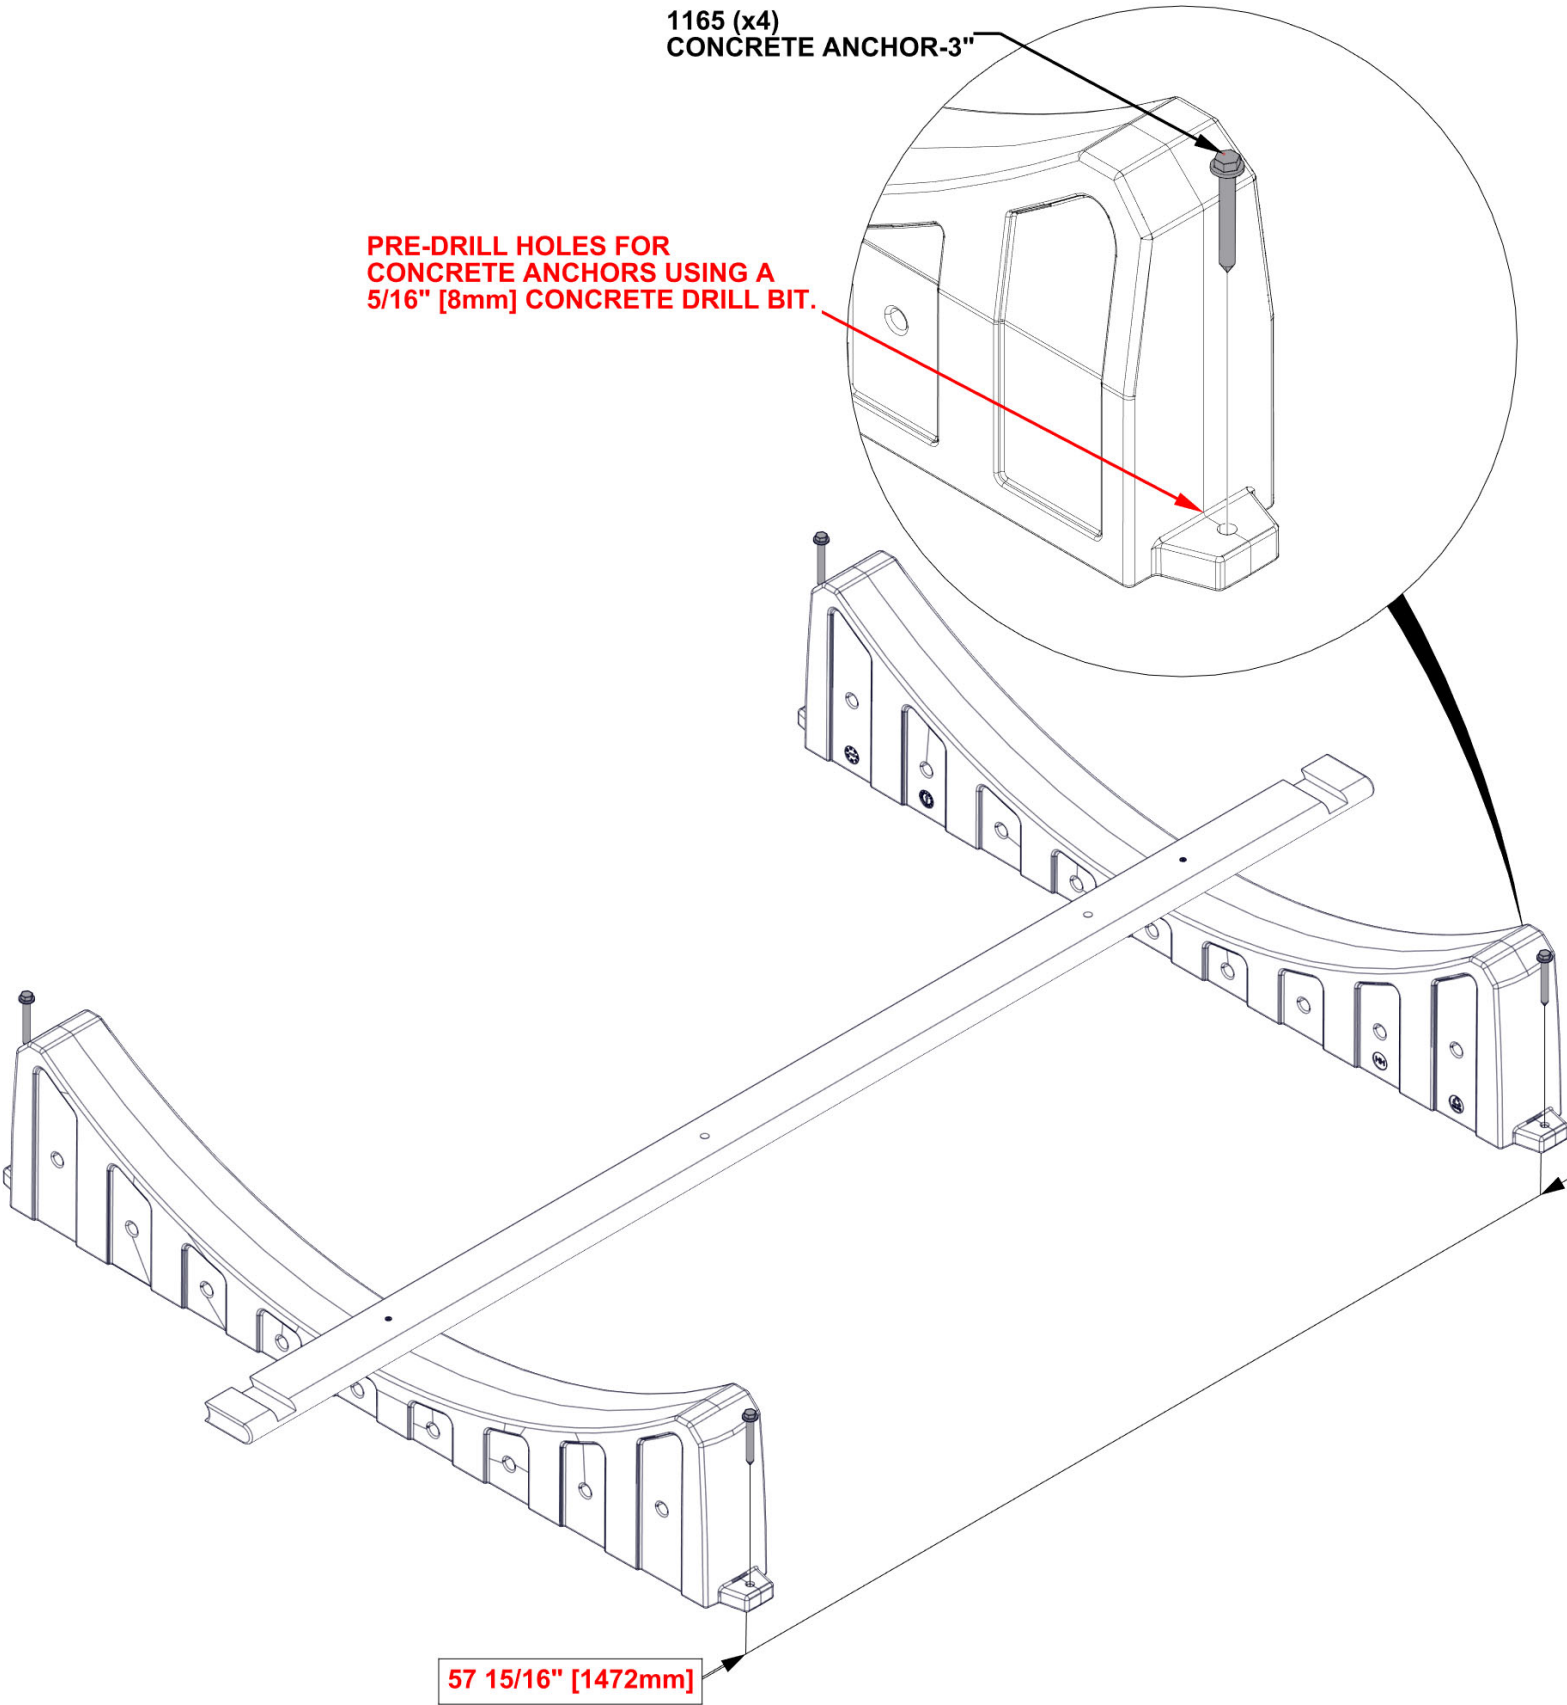 1165 (x4)
CONCRETE ANCHOR-3"
PRE-DRILL HOLES FOR
CONCRETE ANCHORS USING A
5/16" [8mm] CONCRETE DRILL BIT.
57 15/16" [1472mm]